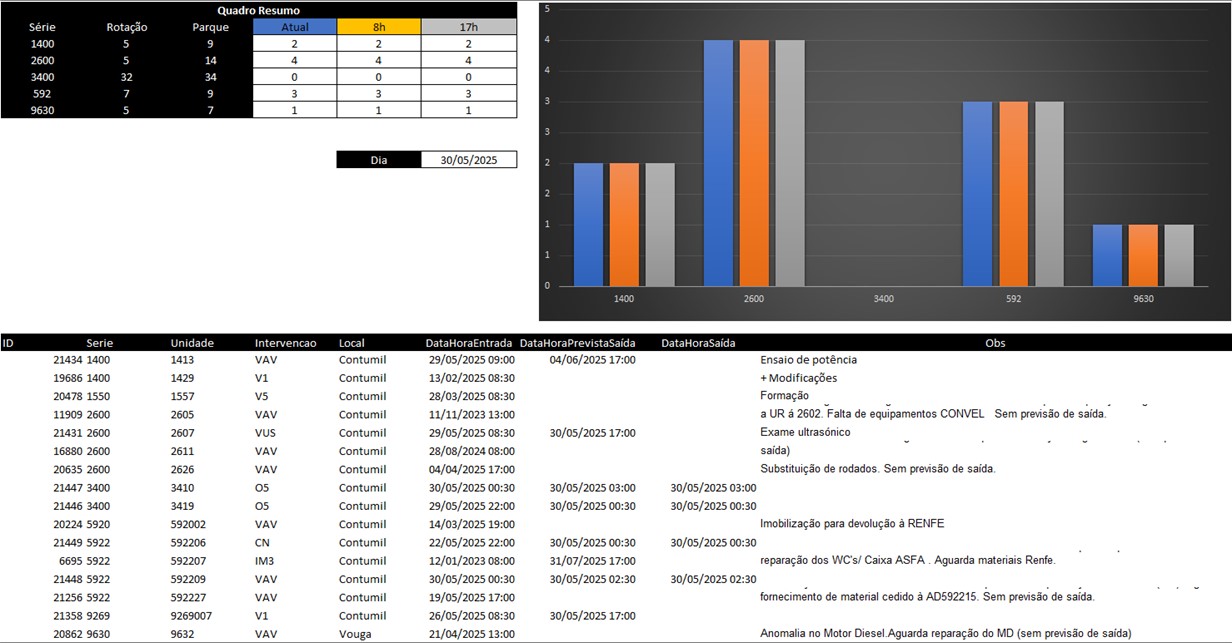 Quadro Resumo
Série Rotação Parque Atual 8h 17h
1400 5 9 2 2 2
2600 5 14 4 4 4
3400 32 34 0 0 0
592 7 9 3 3 3
9630 5 7 1 1 1
Dia 30/05/2025
5
4
4
3
3
2
2
1
1
0
1400 2600 3400 592 9630
ID Serie Unidade Intervencao Local DataHoraEntrada DataHoraPrevistaSaída DataHoraSaída Obs
21434 1400 1413 VAV Contumil 29/05/2025 09:00 04/06/2025 17:00 Ensaio de potência
19686 1400 1429 V1 Contumil 13/02/2025 08:30 + Modificações
20478 1550 1557 V5 Contumil 28/03/2025 08:30 Formação
11909 2600 2605 VAV Contumil 11/11/2023 13:00 a UR á 2602. Falta de equipamentos CONVEL Sem previsão de saída.
21431 2600 2607 VUS Contumil 29/05/2025 08:30 30/05/2025 17:00 Exame ultrasónico
16880 2600 2611 VAV Contumil 28/08/2024 08:00 saída)
20635 2600 2626 VAV Contumil 04/04/2025 17:00 Substituição de rodados. Sem previsão de saída.
21447 3400 3410 O5 Contumil 30/05/2025 00:30 30/05/2025 03:00 30/05/2025 03:00
21446 3400 3419 O5 Contumil 29/05/2025 22:00 30/05/2025 00:30 30/05/2025 00:30
20224 5920 592002 VAV Contumil 14/03/2025 19:00 Imobilização para devolução à RENFE
21449 5922 592206 CN Contumil 22/05/2025 22:00 30/05/2025 00:30 30/05/2025 00:30
6695 5922 592207 IM3 Contumil 12/01/2023 08:00 31/07/2025 17:00 reparação dos WC's/ Caixa ASFA . Aguarda materiais Renfe.
21448 5922 592209 VAV Contumil 30/05/2025 00:30 30/05/2025 02:30 30/05/2025 02:30
21256 5922 592227 VAV Contumil 19/05/2025 17:00 fornecimento de material cedido à AD592215. Sem previsão de saída.
21358 9269 9269007 V1 Contumil 26/05/2025 08:30 30/05/2025 17:00
20862 9630 9632 VAV Vouga 21/04/2025 13:00 Anomalia no Motor Diesel.Aguarda reparação do MD (sem previsão de saída)